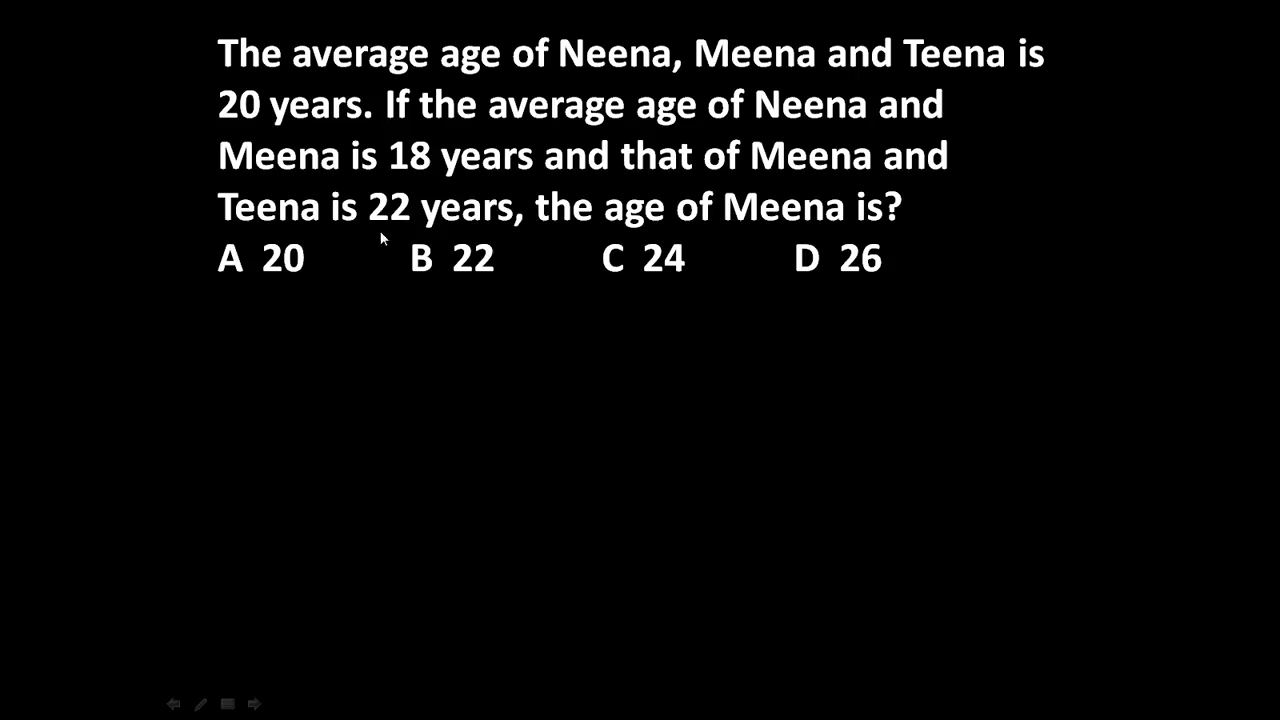 The average age of Neena, Meena and Teena is
20 years. If the average age of Neena and
Meena is 18 years and that of Meena and
Teena is 22 years, the age of Meena is?
A 20 B 22 C 24 D 26